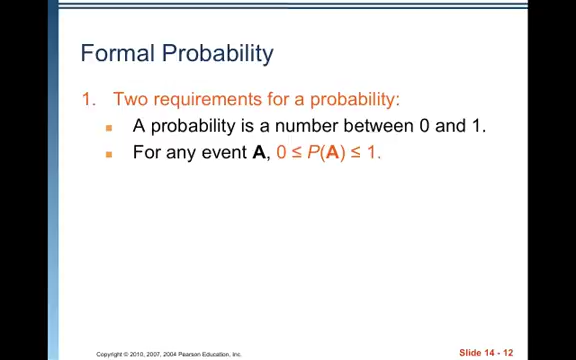 Formal Probability
1. Two requirements for a probability:
■ A probability is a number between 0 and 1.
■ For any event A, 0 ≤ P(A) ≤ 1.
Copyright © 2010, 2007, 2004 Pearson Education, Inc.
Slide 14 - 12